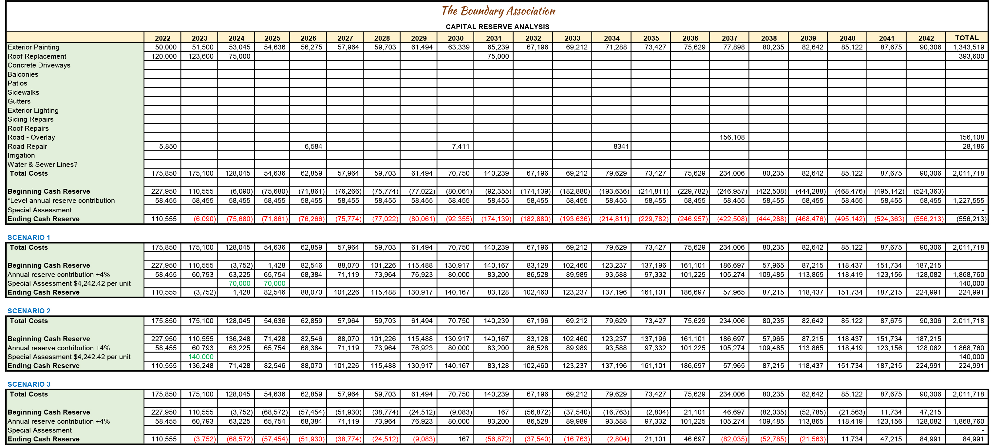 The Boundary Association
CAPITAL RESERVE ANALYSIS
2022 2023 2024 2025 2026 2027 2028 2029 2030 2031 2032 2033 2034 2035 2036 2037 2038 2039 2040 2041 2042 TOTAL
Exterior Painting 50,000 51,500 53,045 54,636 56,275 57,964 59,703 61,494 63,339 65,239 67,196 69,212 71,288 73,427 75,629 77,898 80,235 82,642 85,122 87,675 90,306 1,343,519
Roof Replacement 120,000 123,600 75,000 75,000 393,600
Concrete Driveways
Balconies
Patios
Sidewalks
Gutters
Exterior Lighting
Siding Repairs
Roof Repairs
Road - Overlay 156,108 156,108
Road Repair 5,850 6,584 7,411 8341 28,186
Irrigation
Water & Sewer Lines?
Total Costs 175,850 175,100 128,045 54,636 62,859 57,964 59,703 61,494 70,750 140,239 67,196 69,212 79,629 73,427 75,629 234,006 80,235 82,642 85,122 87,675 90,306 2,011,718
Beginning Cash Reserve 227,950 110,555 (6,090) (75,680) (71,861) (76,266) (75,774) (77,022) (80,061) (92,355) (174,139) (182,880) (193,636) (214,811) (229,782) (246,957) (422,508) (444,288) (468,476) (495,142) (524,363)
*Level annual reserve contribution 58,455 58,455 58,455 58,455 58,455 58,455 58,455 58,455 58,455 58,455 58,455 58,455 58,455 58,455 58,455 58,455 58,455 58,455 58,455 58,455 58,455 1,227,555
Special Assessment -
Ending Cash Reserve 110,555 (6,090) (75,680) (71,861) (76,266) (75,774) (77,022) (80,061) (92,355) (174,139) (182,880) (193,636) (214,811) (229,782) (246,957) (422,508) (444,288) (468,476) (495,142) (524,363) (556,213) (556,213)
SCENARIO 1
Total Costs 175,850 175,100 128,045 54,636 62,859 57,964 59,703 61,494 70,750 140,239 67,196 69,212 79,629 73,427 75,629 234,006 80,235 82,642 85,122 87,675 90,306 2,011,718
Beginning Cash Reserve 227,950 110,555 (3,752) 1,428 82,546 88,070 101,226 115,488 130,917 140,167 83,128 102,460 123,237 137,196 161,101 186,697 57,965 87,215 118,437 151,734 187,215
Annual reserve contribution +4% 58,455 60,793 63,225 65,754 68,384 71,119 73,964 76,923 80,000 83,200 86,528 89,989 93,588 97,332 101,225 105,274 109,485 113,865 118,419 123,156 128,082 1,868,760
Special Assessment $4,242.42 per unit 70,000 70,000 140,000
Ending Cash Reserve 110,555 (3,752) 1,428 82,546 88,070 101,226 115,488 130,917 140,167 83,128 102,460 123,237 137,196 161,101 186,697 57,965 87,215 118,437 151,734 187,215 224,991 224,991
SCENARIO 2
Total Costs 175,850 175,100 128,045 54,636 62,859 57,964 59,703 61,494 70,750 140,239 67,196 69,212 79,629 73,427 75,629 234,006 80,235 82,642 85,122 87,675 90,306 2,011,718
Beginning Cash Reserve 227,950 110,555 136,248 71,428 82,546 88,070 101,226 115,488 130,917 140,167 83,128 102,460 123,237 137,196 161,101 186,697 57,965 87,215 118,437 151,734 187,215
Annual reserve contribution +4% 58,455 60,793 63,225 65,754 68,384 71,119 73,964 76,923 80,000 83,200 86,528 89,989 93,588 97,332 101,225 105,274 109,485 113,865 118,419 123,156 128,082 1,868,760
Special Assessment $4,242.42 per unit 140,000 140,000
Ending Cash Reserve 110,555 136,248 71,428 82,546 88,070 101,226 115,488 130,917 140,167 83,128 102,460 123,237 137,196 161,101 186,697 57,965 87,215 118,437 151,734 187,215 224,991 224,991
SCENARIO 3
Total Costs 175,850 175,100 128,045 54,636 62,859 57,964 59,703 61,494 70,750 140,239 67,196 69,212 79,629 73,427 75,629 234,006 80,235 82,642 85,122 87,675 90,306 2,011,718
Beginning Cash Reserve 227,950 110,555 (3,752) (68,572) (57,454) (51,930) (38,774) (24,512) (9,083) 167 (56,872) (37,540) (16,763) (2,804) 21,101 46,697 (82,035) (52,785) (21,563) 11,734 47,215
Annual reserve contribution +4% 58,455 60,793 63,225 65,754 68,384 71,119 73,964 76,923 80,000 83,200 86,528 89,989 93,588 97,332 101,225 105,274 109,485 113,865 118,419 123,156 128,082 1,868,760
Special Assessment -
Ending Cash Reserve 110,555 (3,752) (68,572) (57,454) (51,930) (38,774) (24,512) (9,083) 167 (56,872) (37,540) (16,763) (2,804) 21,101 46,697 (82,035) (52,785) (21,563) 11,734 47,215 84,991 84,991